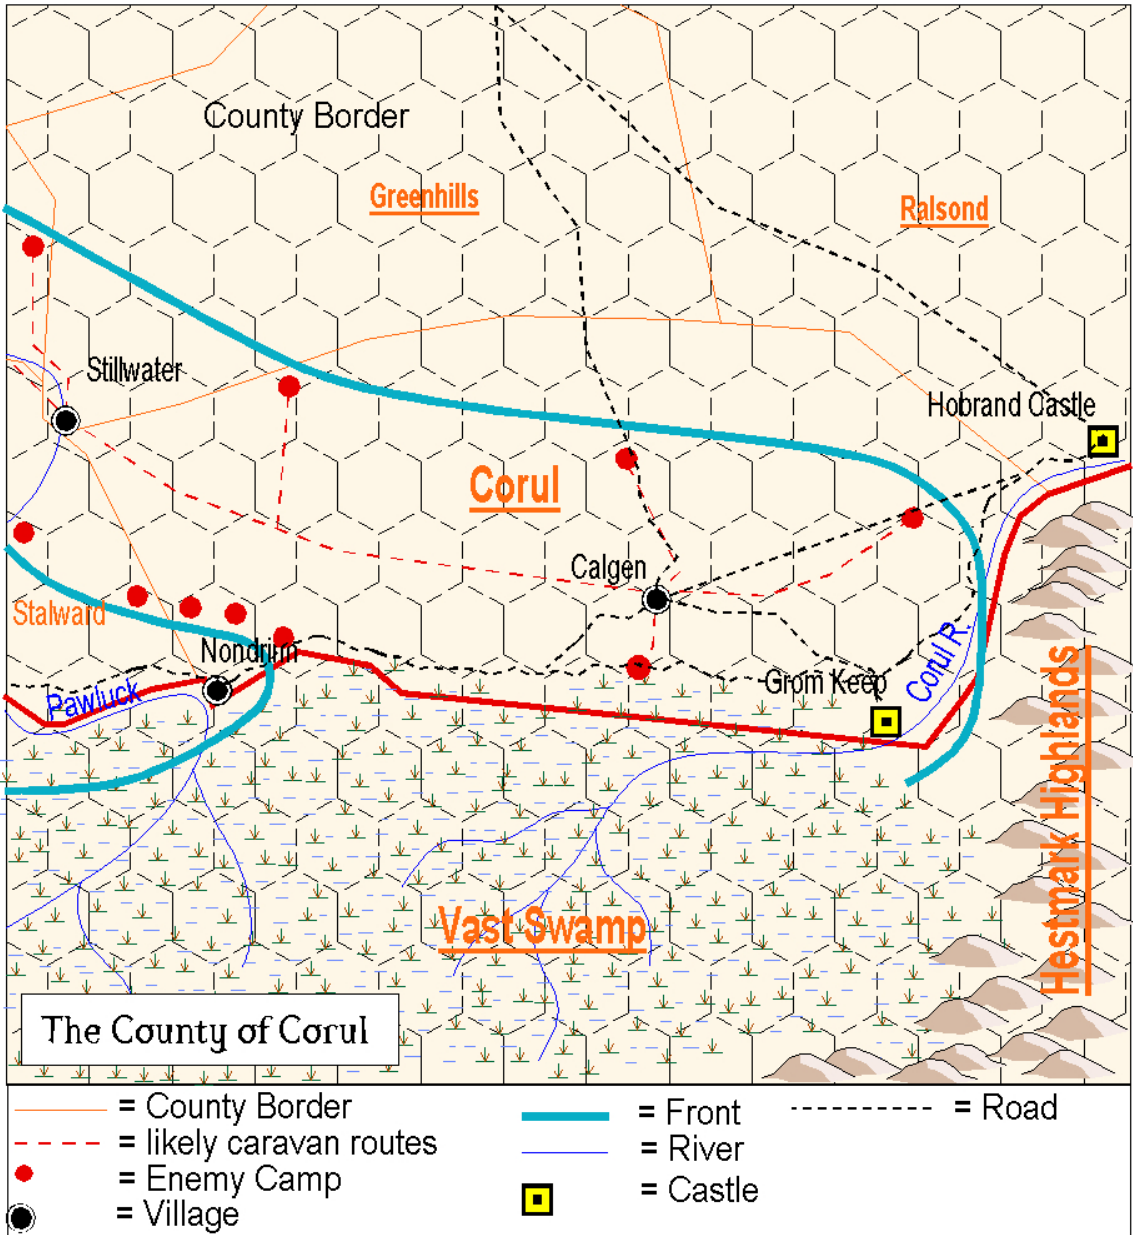 County Border
Greenhills
Ralsond
Stillwater
Hobrand Castle
Corul
Calgen
Stalward
Nondrim
Corul R.
Grom Keep
Pawluck
Hestmark Highlands
Vast Swamp
The County of Corul
= County Border
= Front
= Road
= likely caravan routes
= River
= Enemy Camp
= Castle
= Village